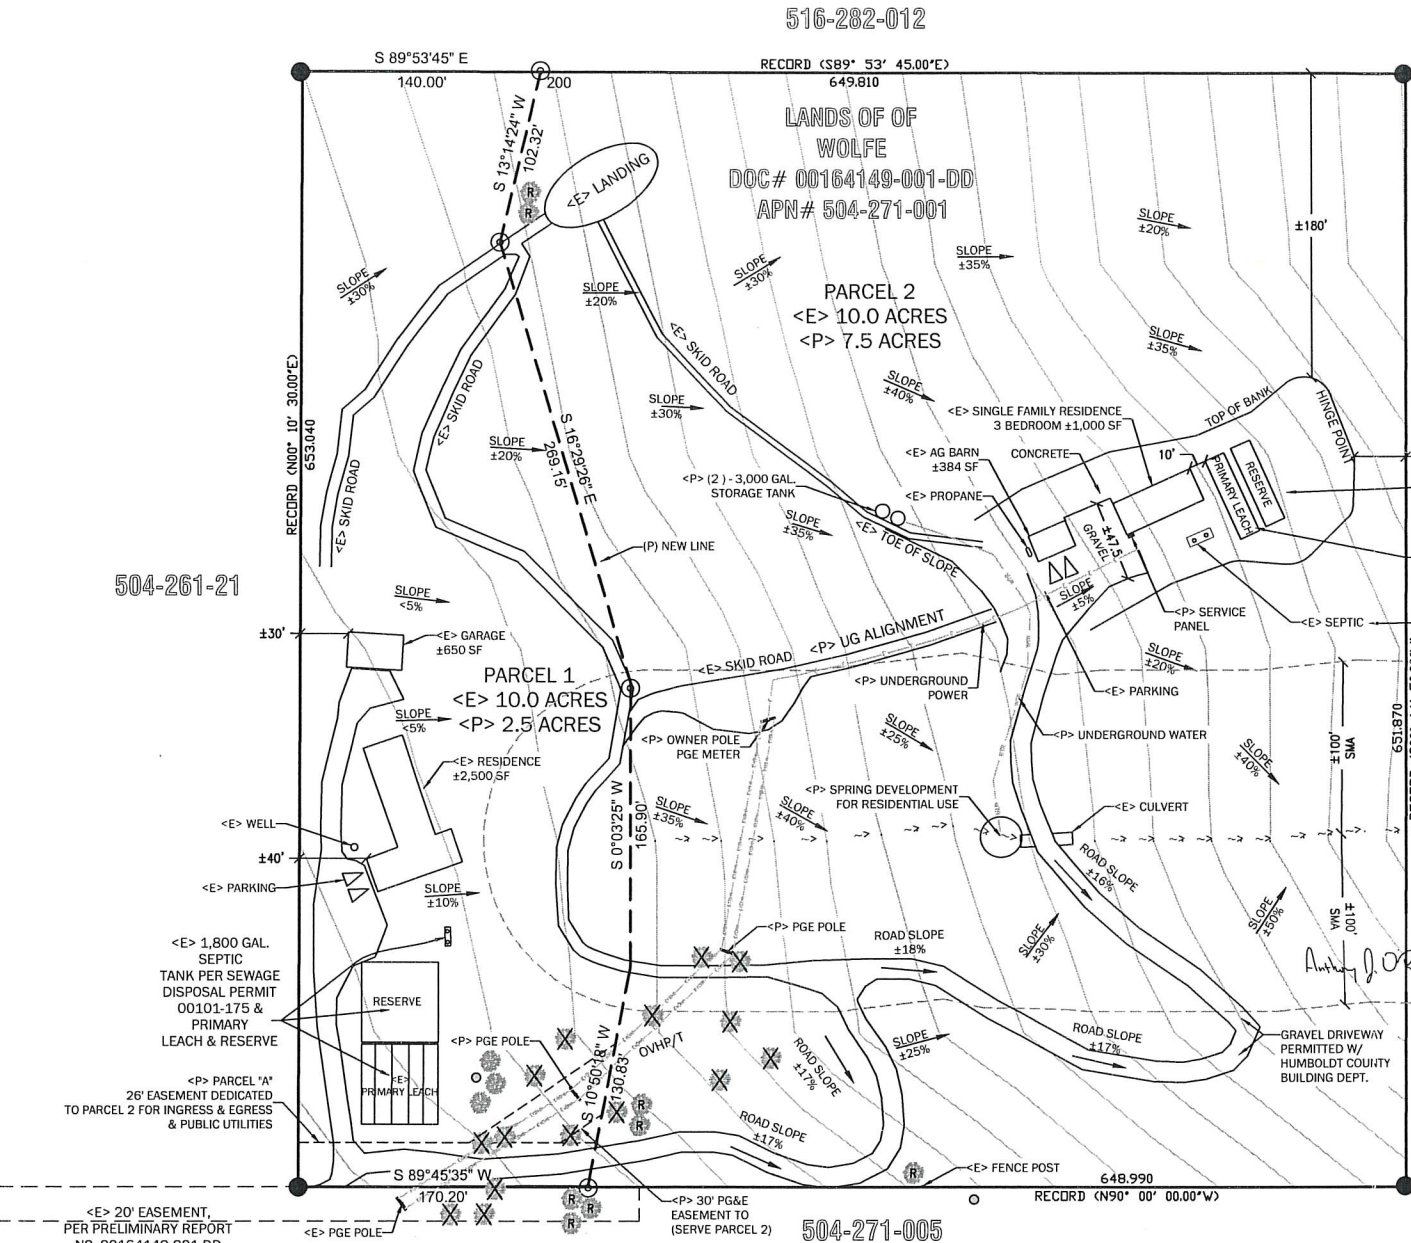 516-282-012
S 89°53'45" E
140.00'
200
RECORD (S89° 53' 45.00"E)
649.810
LANDS OF OF
WOLFE
DOC# 00164149-001-DD
APN# 504-271-001
S 13°14'24" W
102.32'
R
R
<E> LANDING
SLOPE
±20%
±180'
SLOPE
±35%
SLOPE
±30%
SLOPE
±30%
SLOPE
±20%
PARCEL 2
<E> 10.0 ACRES
<P> 7.5 ACRES
SLOPE
±35%
<E> SKID ROAD
<E> SKID ROAD
SLOPE
±40%
SLOPE
±30%
RECORD (N00° 10' 30.00"E)
653.040
<E> SINGLE FAMILY RESIDENCE
3 BEDROOM ±1,000 SF
TOP OF BANK
HINGE POINT
S 16°29'26" E
269.15'
SLOPE
±20%
<E> AG BARN
±384 SF
CONCRETE
10'
PRIMARY LEACH
RESERVE
<E> SKID ROAD
<P> (2 ) - 3,000 GAL.
STORAGE TANK
<E> PROPANE
SLOPE
±35%
<E> TOE OF SLOPE
±47.5
GRAVEL
(P) NEW LINE
504-261-21
SLOPE
<5%
SLOPE
±5%
<P> SERVICE
PANEL
<E> SEPTIC
±30'
<E> GARAGE
±650 SF
<P> UG ALIGNMENT
<E> SKID ROAD
SLOPE
±20%
PARCEL 1
<E> 10.0 ACRES
<P> 2.5 ACRES
<P> UNDERGROUND
POWER
<E> PARKING
SLOPE
<5%
SLOPE
±25%
<P> OWNER POLE
PGE METER
<P> UNDERGROUND WATER
SLOPE
±40%
±100'
SMA
651.870
<E> RESIDENCE
±2,500 SF
<P> SPRING DEVELOPMENT
FOR RESIDENTIAL USE
<E> CULVERT
SLOPE
±35%
SLOPE
±40%
S 0°03'25" W
165.90'
<E> WELL
±40'
<E> PARKING
SLOPE
±10%
ROAD SLOPE
±16%
SLOPE
±50%
±100'
SMA
<E> 1,800 GAL.
SEPTIC
TANK PER SEWAGE
DISPOSAL PERMIT
00101-175 &
PRIMARY
LEACH & RESERVE
<P> PGE POLE
ROAD SLOPE
±18%
SLOPE
±30%
Anthony J. O
RESERVE
<P> PGE POLE
OVHP/T
S 10°50'18" W
130.83'
ROAD SLOPE
±17%
SLOPE
±25%
ROAD SLOPE
±17%
GRAVEL DRIVEWAY
PERMITTED W/
HUMBOLDT COUNTY
BUILDING DEPT.
<E>
PRIMARY LEACH
<P> PARCEL "A"
26' EASEMENT DEDICATED
TO PARCEL 2 FOR INGRESS & EGRESS
& PUBLIC UTILITIES
R
R
ROAD SLOPE
±17%
S 89°45'35" W
170.20'
R
<E> FENCE POST
648.990
RECORD (N90° 00' 00.00"W)
<E> 20' EASEMENT,
PER PRELIMINARY REPORT
<E> PGE POLE
R
R
R
<P> 30' PG&E
EASEMENT TO
(SERVE PARCEL 2)
504-271-005